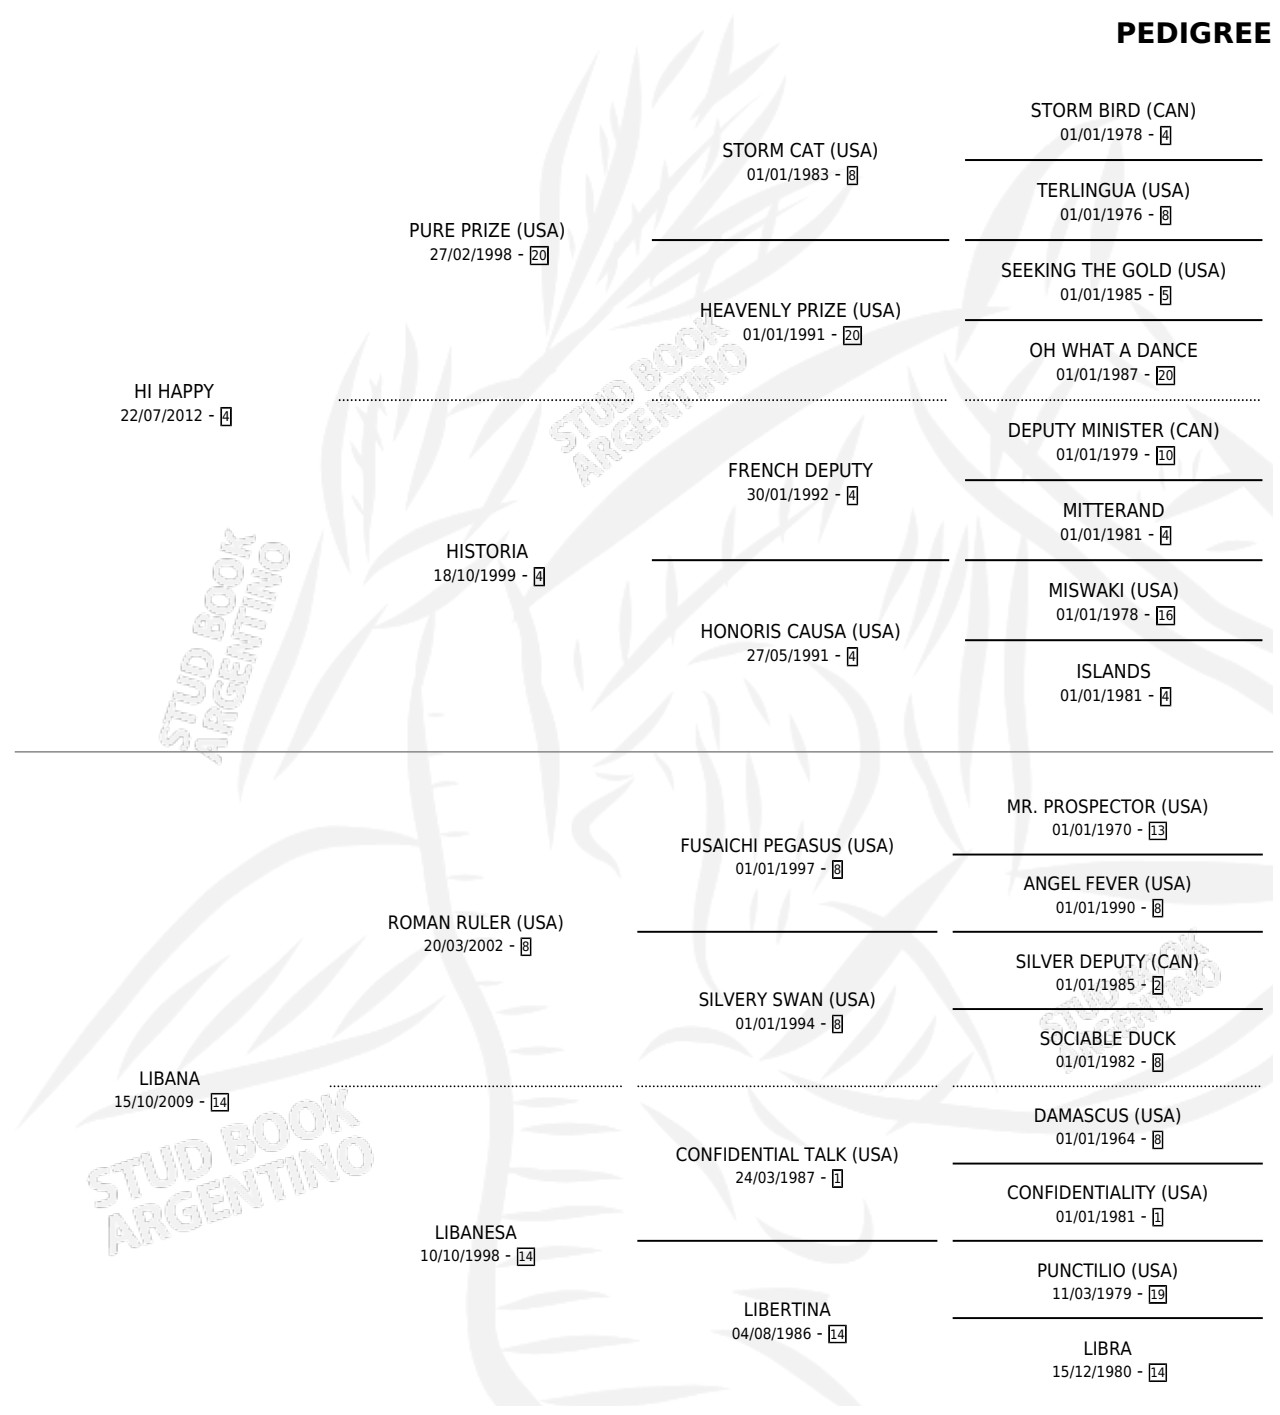 PEDIGREE
STORM BIRD (CAN)
01/01/1978 - 4
STORM CAT (USA)
01/01/1983 - 8
TERLINGUA (USA)
01/01/1976 - 8
PURE PRIZE (USA)
27/02/1998 - 20
SEEKING THE GOLD (USA)
01/01/1985 - 5
HEAVENLY PRIZE (USA)
01/01/1991 - 20
OH WHAT A DANCE
01/01/1987 - 20
HI HAPPY
22/07/2012 - 4
STUD BOOK
ARGENTINO
DEPUTY MINISTER (CAN)
01/01/1979 - 10
FRENCH DEPUTY
30/01/1992 - 4
MITTERAND
01/01/1981 - 4
HISTORIA
18/10/1999 - 4
MISWAKI (USA)
01/01/1978 - 16
HONORIS CAUSA (USA)
27/05/1991 - 4
ISLANDS
01/01/1981 - 4
STUD BOOK
ARGENTINO
MR. PROSPECTOR (USA)
01/01/1970 - 13
FUSAICHI PEGASUS (USA)
01/01/1997 - 8
ANGEL FEVER (USA)
01/01/1990 - 8
ROMAN RULER (USA)
20/03/2002 - 8
SILVER DEPUTY (CAN)
01/01/1985 - 2
SILVERY SWAN (USA)
01/01/1994 - 8
STUD BOOK
ARGENTINO
SOCIABLE DUCK
01/01/1982 - 8
LIBANA
15/10/2009 - 14
DAMASCUS (USA)
01/01/1964 - 8
CONFIDENTIAL TALK (USA)
24/03/1987 - 1
CONFIDENTIALITY (USA)
01/01/1981 - 1
STUD BOOK
ARGENTINO
LIBANESA
10/10/1998 - 14
PUNCTILIO (USA)
11/03/1979 - 19
LIBERTINA
04/08/1986 - 14
LIBRA
15/12/1980 - 14